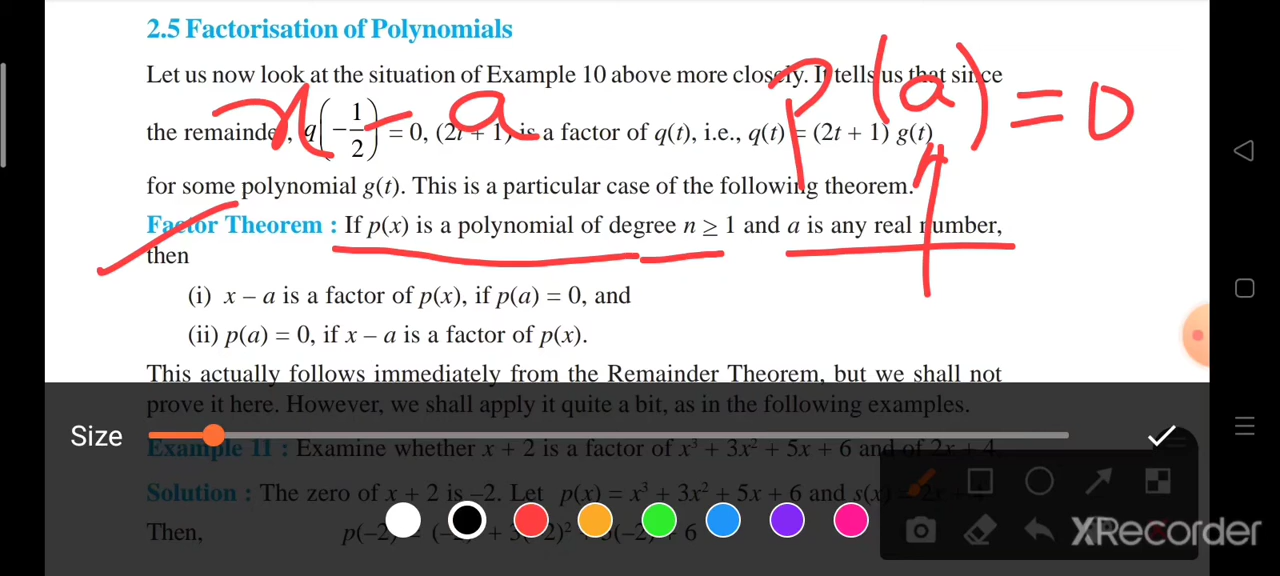 2.5 Factorisation of Polynomials
Let us now look at the situation of Example 10 above more closely. It tells us that since
the remainder, q(-1/2) = 0, (2t + 1) is a factor of q(t), i.e., q(t) = (2t + 1) g(t)
x - a
p(a) = 0
for some polynomial g(t). This is a particular case of the following theorem.
Factor Theorem : If p(x) is a polynomial of degree n ≥ 1 and a is any real number,
then
(i) x – a is a factor of p(x), if p(a) = 0, and
(ii) p(a) = 0, if x – a is a factor of p(x).
This actually follows immediately from the Remainder Theorem, but we shall not
prove it here. However, we shall apply it quite a bit, as in the following examples.
Size
Example 11 : Examine whether x + 2 is a factor of x³ + 3x² + 5x + 6 and of 2x + 4.
Solution : The zero of x + 2 is –2. Let p(x) = x³ + 3x² + 5x + 6 and s(x) = 2x + 4
Then, p(–2) = + 6
XRecorder